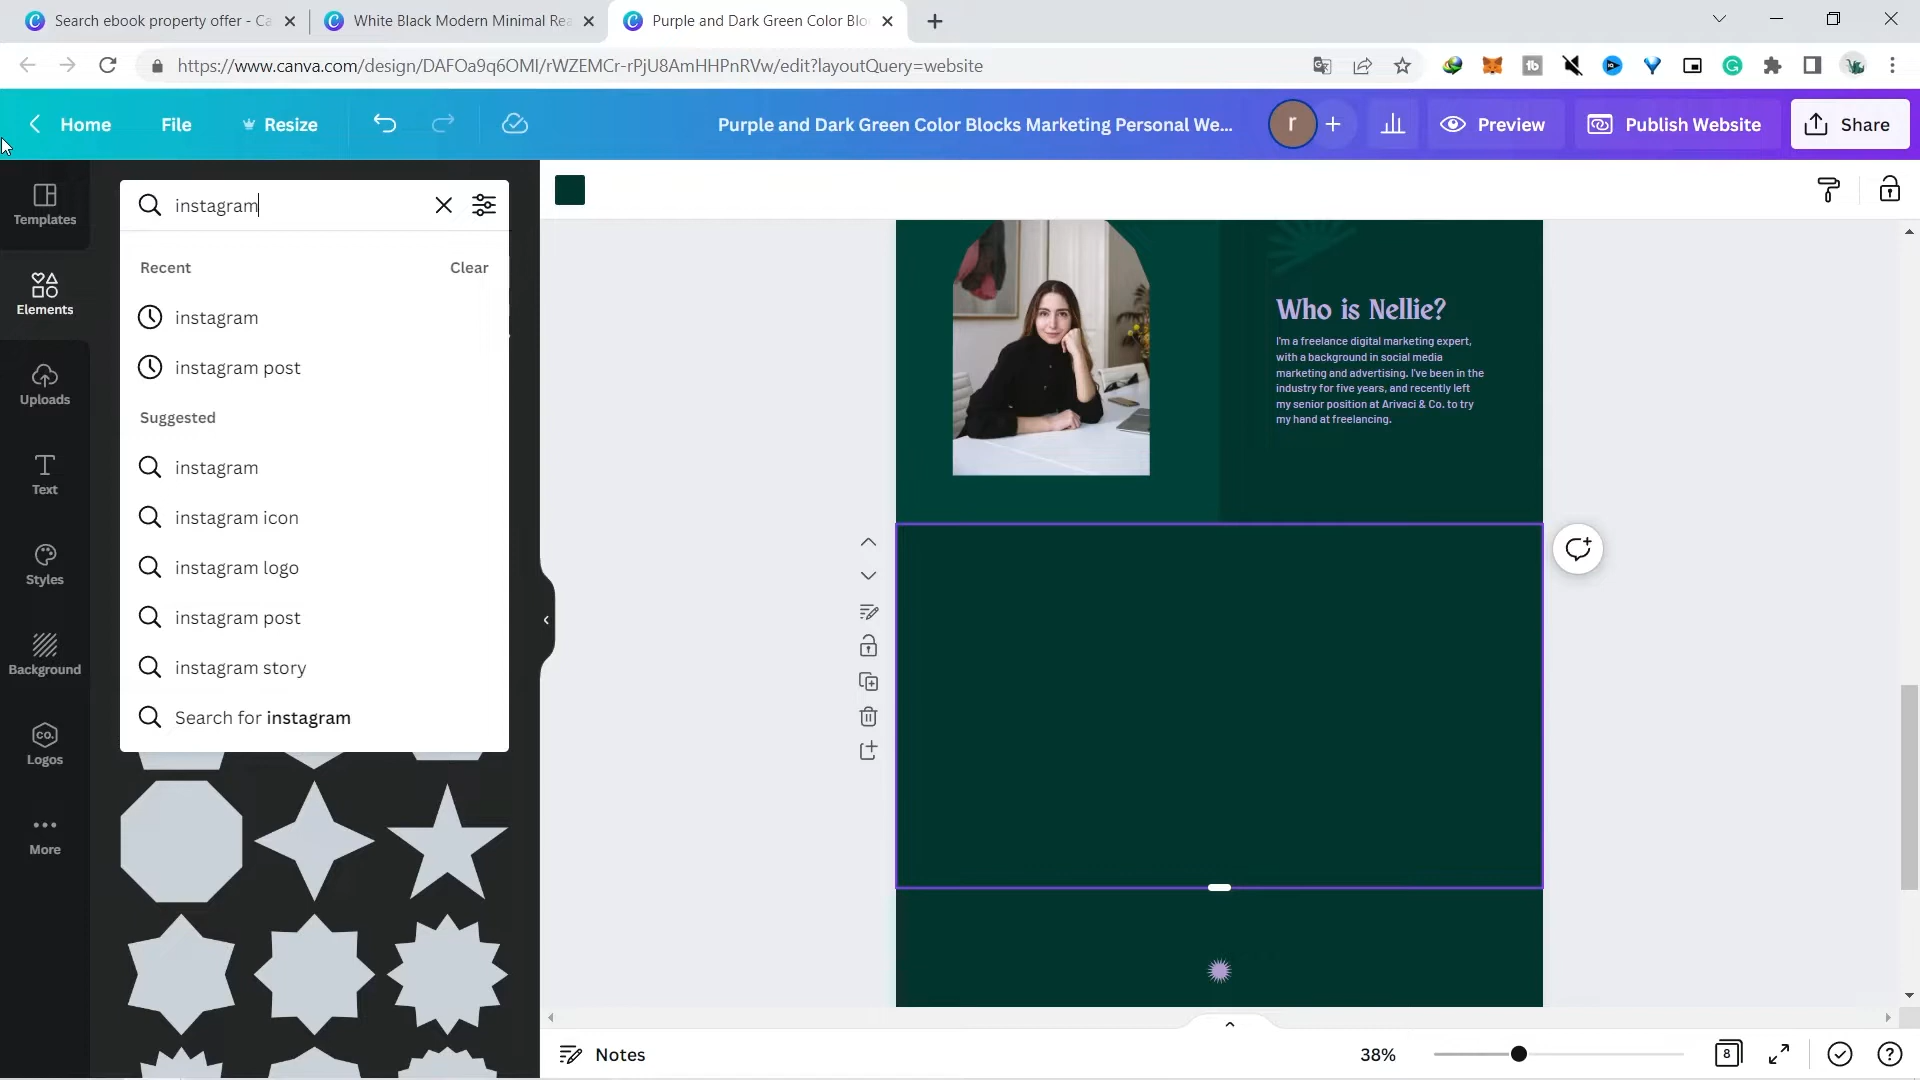 Search ebook property offer - Ca
White Black Modern Minimal Rea
Purple and Dark Green Color Blo
https://www.canva.com/design/DAFOa9q6OMI/rWZEMCr-rPjU8AmHHPnRVw/edit?layoutQuery=website
Home
File
Resize
Purple and Dark Green Color Blocks Marketing Personal We...
r
Preview
Publish Website
Share
Templates
Elements
Uploads
Text
Styles
Background
CO.
Logos
More
instagram
Recent
Clear
instagram
instagram post
Suggested
instagram
instagram icon
instagram logo
instagram post
instagram story
Search for instagram
Who is Nellie?
I'm a freelance digital marketing expert,
with a background in social media
marketing and advertising. I've been in the
industry for five years, and recently left
my senior position at Arivaci & Co. to try
my hand at freelancing.
Notes
38%
8